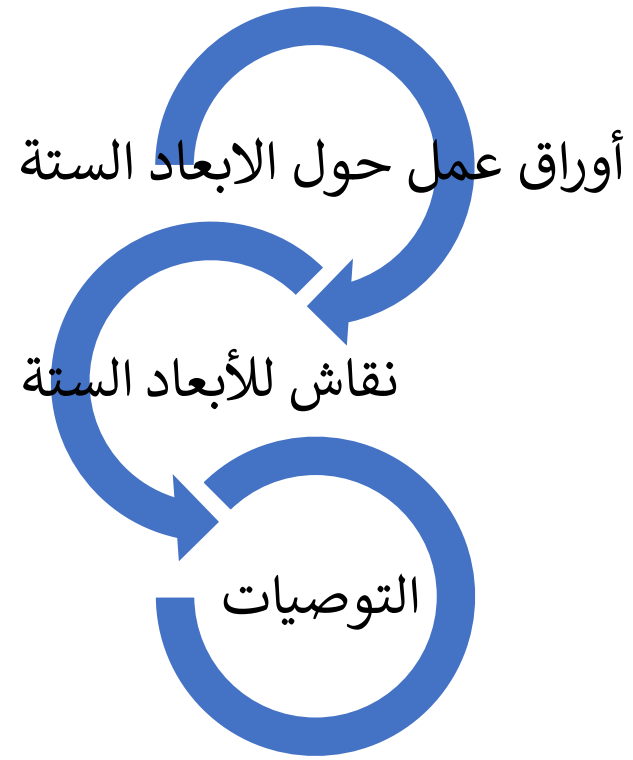 أوراق عمل حول الابعاد الستة
نقاش للأبعاد الستة
التوصيات